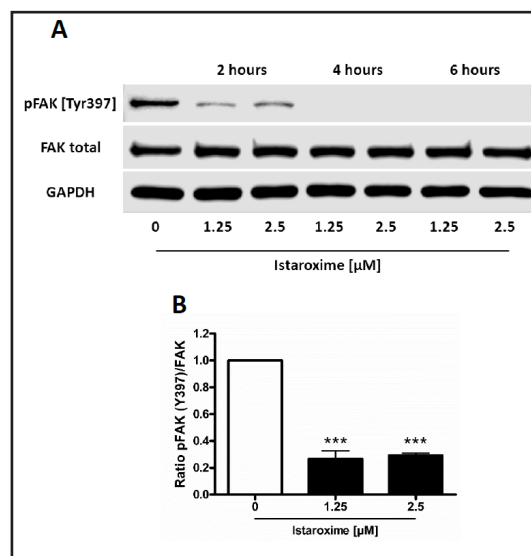 A
2 hours 4 hours 6 hours
pFAK [Tyr397]
FAK total
GAPDH
0 1.25 2.5 1.25 2.5 1.25 2.5
Istaroxime [µM]
B
Ratio pFAK (Y397)/FAK
1.2
1.0
0.8
0.6
0.4
0.2
0.0
*** ***
0 1.25 2.5
Istaroxime [µM]